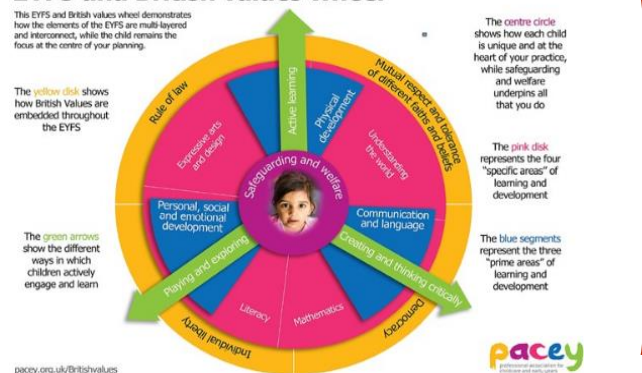 This EYFS and British values wheel demonstrates
how the elements of the EYFS are multi-layered
and interconnect, while the child remains the
focus at the centre of your planning.
The yellow disk shows
how British Values are
embedded throughout
the EYFS
The green arrows
show the different
ways in which
children actively
engage and learn
Rule of law
Mutual respect and tolerance
of different faiths and beliefs
Active learning
Physical
development
Expressive arts
and design
Understanding
the world
Safeguarding and welfare
Personal, social
and emotional
development
Communication
and language
Playing and exploring
Creating and thinking critically
Literacy
Mathematics
Individual liberty
Democracy
The centre circle
shows how each child
is unique and at the
heart of your practice,
while safeguarding
and welfare
underpins all
that you do
The pink disk
represents the four
"specific areas" of
learning and
development
The blue segments
represent the three
"prime areas" of
learning and
development
pacey
professional association for
childcare and early years
pacey.org.uk/Britishvalues